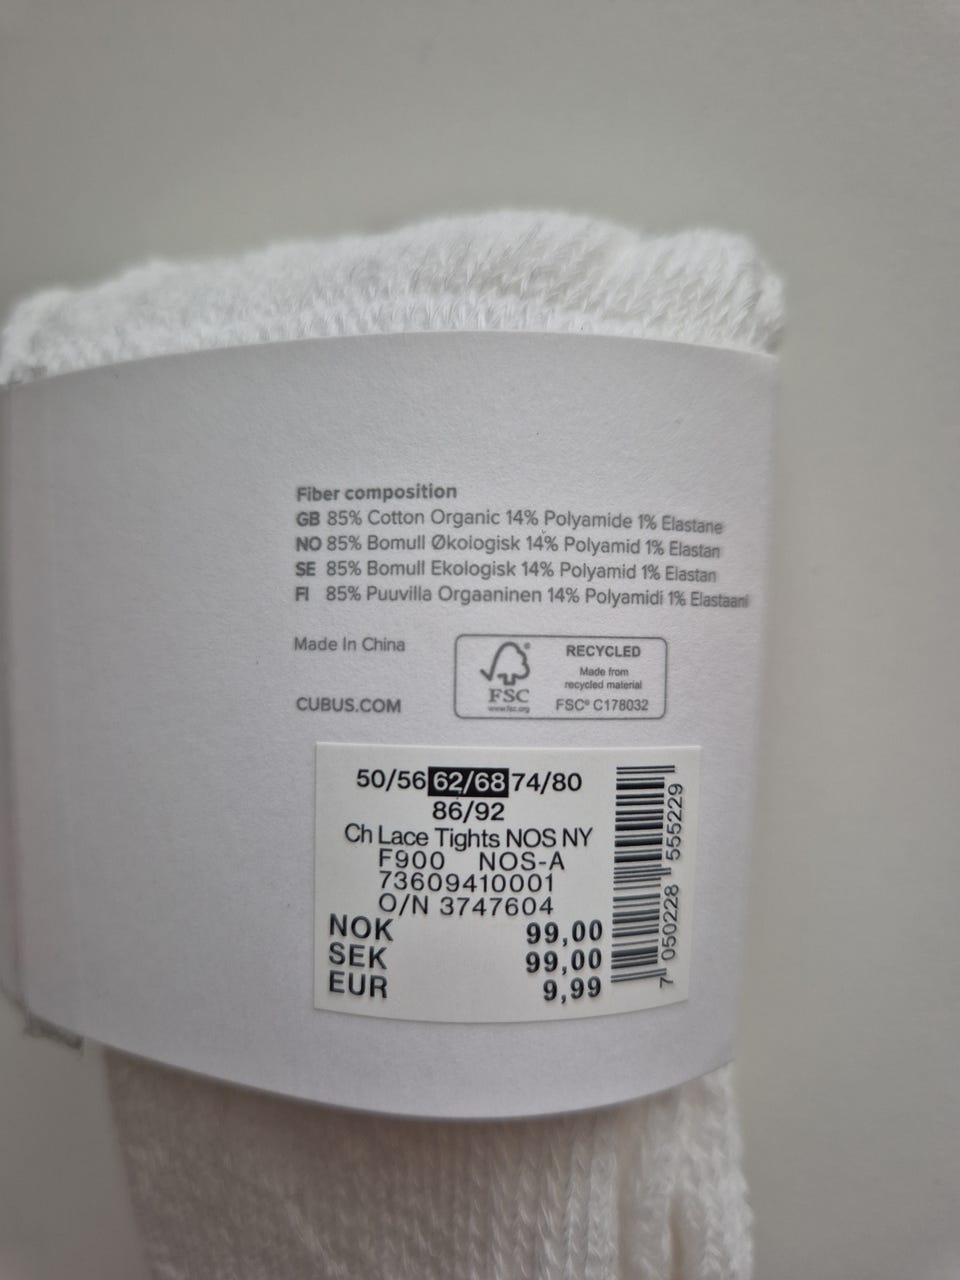 Fiber composition
GB 85% Cotton Organic 14% Polyamide 1% Elastane
NO 85% Bomull Økologisk 14% Polyamid 1% Elastan
SE 85% Bomull Ekologisk 14% Polyamid 1% Elastan
FI 85% Puuvilla Orgaaninen 14% Polyamidi 1% Elastaani
Made In China
CUBUS.COM
FSC®
www.fsc.org
RECYCLED
Made from
recycled material
FSC® C178032
50/56 62/68 74/80
86/92
Ch Lace Tights NOS NY
F900 NOS-A
73609410001
O/N 3747604
NOK 99,00
SEK 99,00
EUR 9,99
7 050228 555229